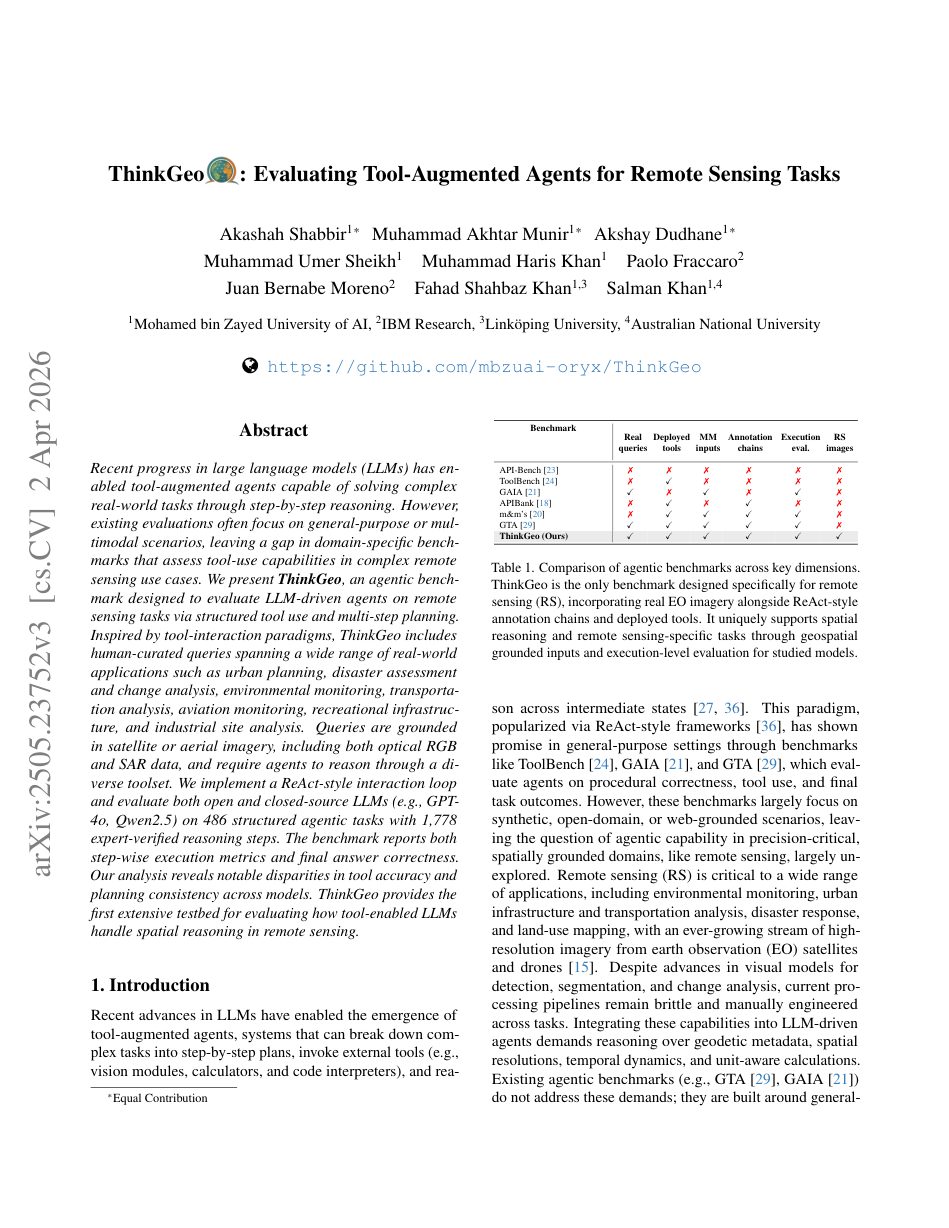 ThinkGeo: Evaluating Tool-Augmented Agents for Remote Sensing Tasks
Akashah Shabbir1* Muhammad Akhtar Munir1* Akshay Dudhane1*
Muhammad Umer Sheikh1 Muhammad Haris Khan1 Paolo Fraccaro2
Juan Bernabe Moreno2 Fahad Shahbaz Khan1,3 Salman Khan1,4
1Mohamed bin Zayed University of AI, 2IBM Research, 3Linköping University, 4Australian National University
https://github.com/mbzuai-oryx/ThinkGeo
arXiv:2505.23752v3 [cs.CV] 2 Apr 2026
Abstract
Recent progress in large language models (LLMs) has en-
abled tool-augmented agents capable of solving complex
real-world tasks through step-by-step reasoning. However,
existing evaluations often focus on general-purpose or mul-
timodal scenarios, leaving a gap in domain-specific bench-
marks that assess tool-use capabilities in complex remote
sensing use cases. We present ThinkGeo, an agentic bench-
mark designed to evaluate LLM-driven agents on remote
sensing tasks via structured tool use and multi-step planning.
Inspired by tool-interaction paradigms, ThinkGeo includes
human-curated queries spanning a wide range of real-world
applications such as urban planning, disaster assessment
and change analysis, environmental monitoring, transporta-
tion analysis, aviation monitoring, recreational infrastruc-
ture, and industrial site analysis. Queries are grounded
in satellite or aerial imagery, including both optical RGB
and SAR data, and require agents to reason through a di-
verse toolset. We implement a ReAct-style interaction loop
and evaluate both open and closed-source LLMs (e.g., GPT-
4o, Qwen2.5) on 486 structured agentic tasks with 1,778
expert-verified reasoning steps. The benchmark reports both
step-wise execution metrics and final answer correctness.
Our analysis reveals notable disparities in tool accuracy and
planning consistency across models. ThinkGeo provides the
first extensive testbed for evaluating how tool-enabled LLMs
handle spatial reasoning in remote sensing.
1. Introduction
Recent advances in LLMs have enabled the emergence of
tool-augmented agents, systems that can break down com-
plex tasks into step-by-step plans, invoke external tools (e.g.,
vision modules, calculators, and code interpreters), and rea-
*Equal Contribution
Benchmark Real queries Deployed tools MM inputs Annotation chains Execution eval. RS images
API-Bench [23] ✗ ✗ ✗ ✗ ✗ ✗
ToolBench [24] ✗ ✓ ✗ ✗ ✗ ✗
GAIA [21] ✓ ✗ ✓ ✗ ✓ ✗
APIBank [18] ✗ ✓ ✗ ✓ ✗ ✗
m&m's [20] ✗ ✓ ✓ ✓ ✓ ✗
GTA [29] ✓ ✓ ✓ ✓ ✓ ✗
ThinkGeo (Ours) ✓ ✓ ✓ ✓ ✓ ✓
Table 1. Comparison of agentic benchmarks across key dimensions.
ThinkGeo is the only benchmark designed specifically for remote
sensing (RS), incorporating real EO imagery alongside ReAct-style
annotation chains and deployed tools. It uniquely supports spatial
reasoning and remote sensing-specific tasks through geospatial
grounded inputs and execution-level evaluation for studied models.
son across intermediate states [27, 36]. This paradigm,
popularized via ReAct-style frameworks [36], has shown
promise in general-purpose settings through benchmarks
like ToolBench [24], GAIA [21], and GTA [29], which eval-
uate agents on procedural correctness, tool use, and final
task outcomes. However, these benchmarks largely focus on
synthetic, open-domain, or web-grounded scenarios, leav-
ing the question of agentic capability in precision-critical,
spatially grounded domains, like remote sensing, largely un-
explored. Remote sensing (RS) is critical to a wide range
of applications, including environmental monitoring, urban
infrastructure and transportation analysis, disaster response,
and land-use mapping, with an ever-growing stream of high-
resolution imagery from earth observation (EO) satellites
and drones [15]. Despite advances in visual models for
detection, segmentation, and change analysis, current pro-
cessing pipelines remain brittle and manually engineered
across tasks. Integrating these capabilities into LLM-driven
agents demands reasoning over geodetic metadata, spatial
resolutions, temporal dynamics, and unit-aware calculations.
Existing agentic benchmarks (e.g., GTA [29], GAIA [21])
do not address these demands; they are built around general-